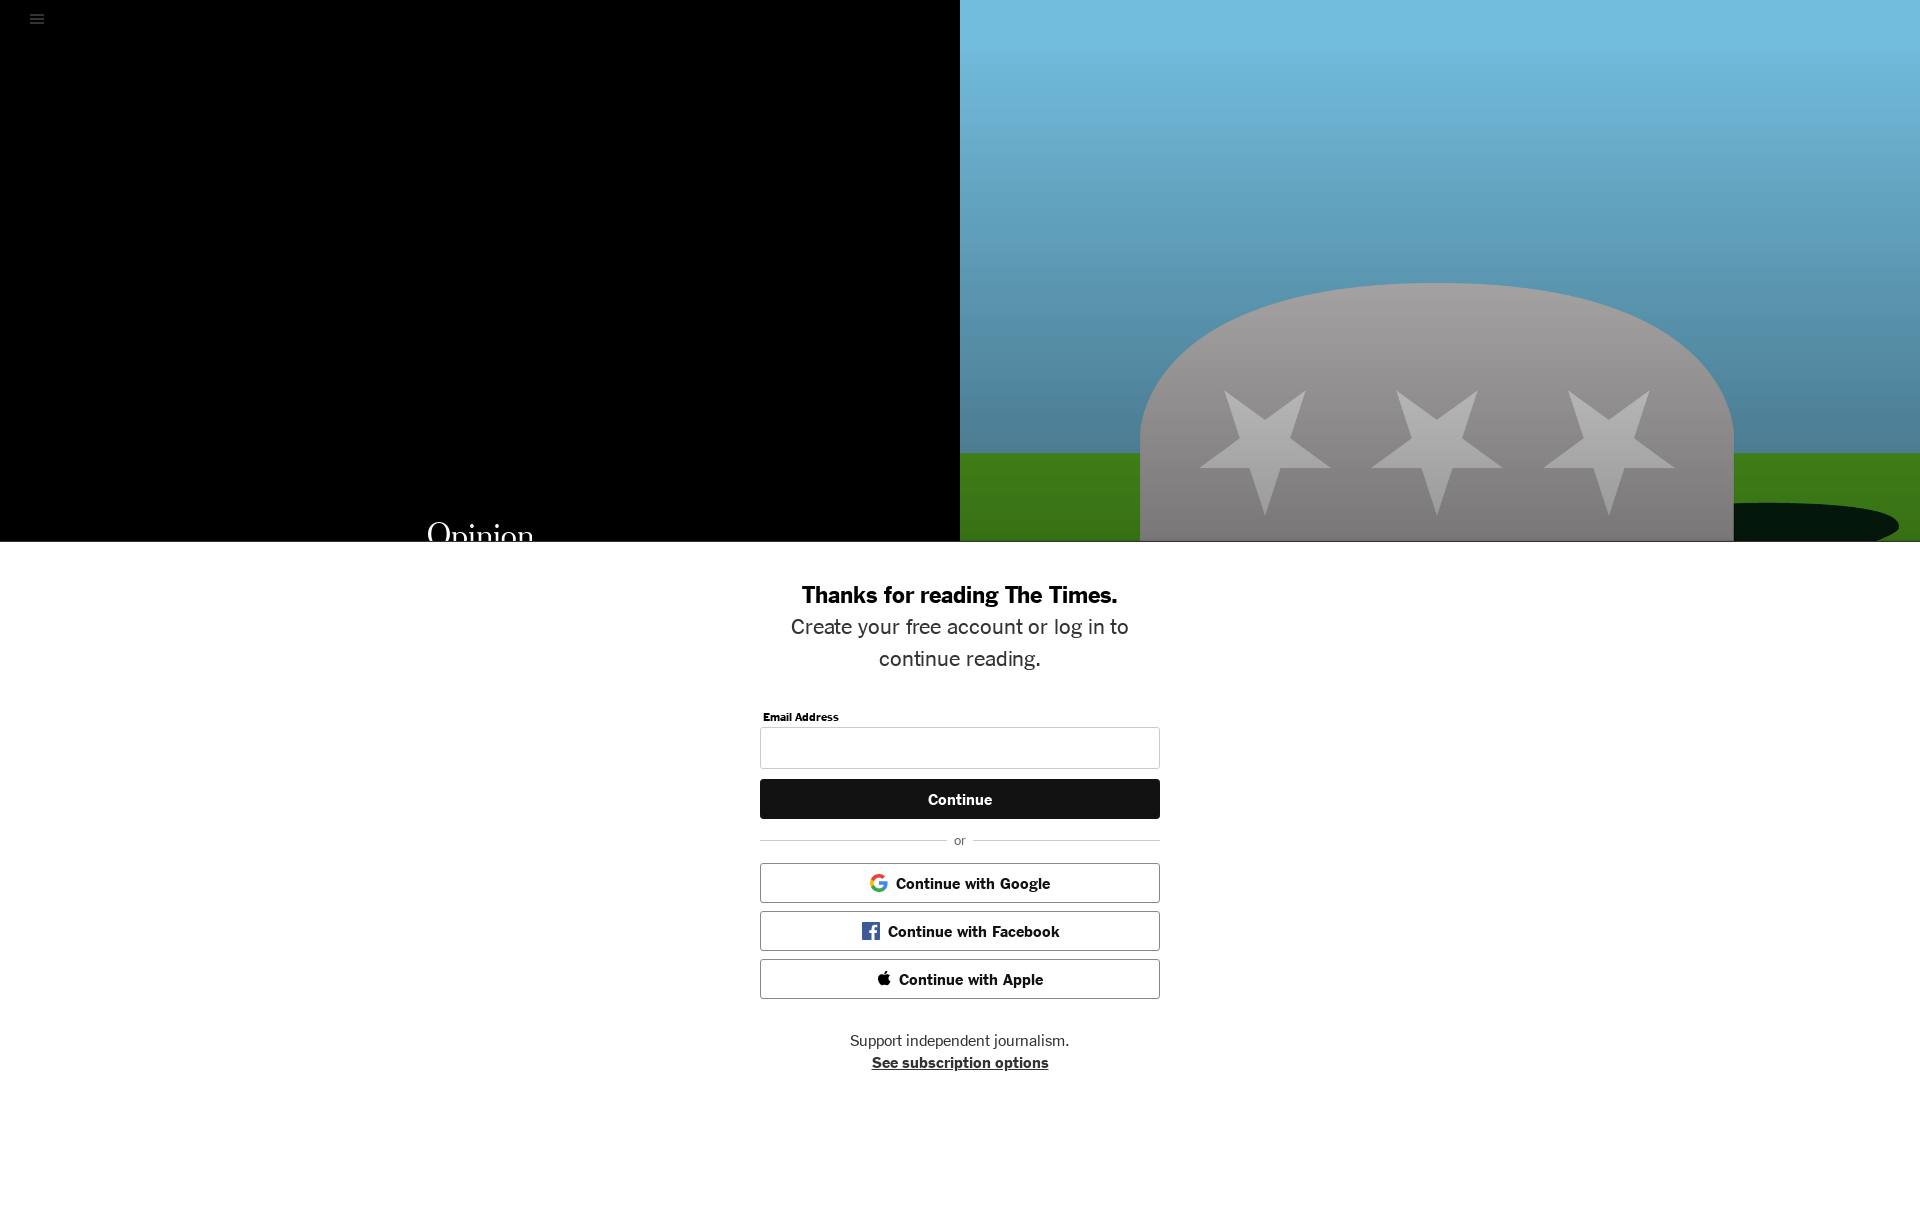 Opinion
Thanks for reading The Times.
Create your free account or log in to
continue reading.
Email Address
Continue
or
Continue with Google
Continue with Facebook
Continue with Apple
Support independent journalism.
See subscription options